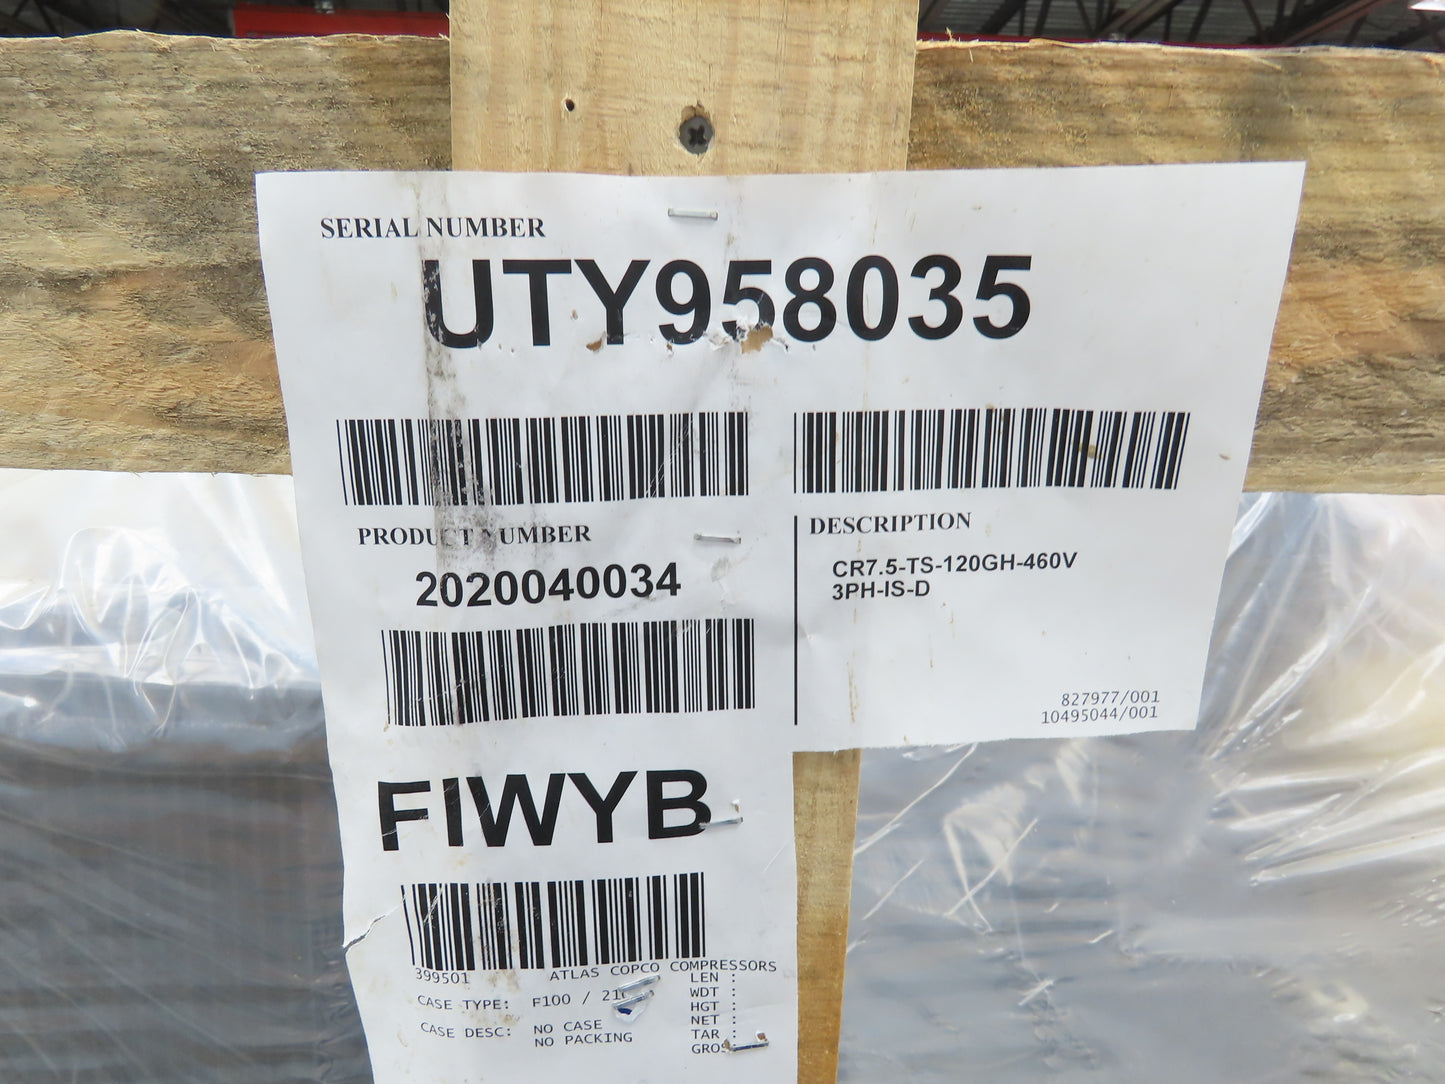 SERIAL NUMBER
UTY958035
PRODUCT NUMBER
2020040034
DESCRIPTION
CR7.5-TS-120GH-460V
3PH-IS-D
827977/001
10495044/001
FIWYB
399501 ATLAS COPCO COMPRESSORS
CASE TYPE: F100 /
CASE DESC: NO CASE
NO PACKING
LEN :
WDT :
HGT :
NET :
TAR :